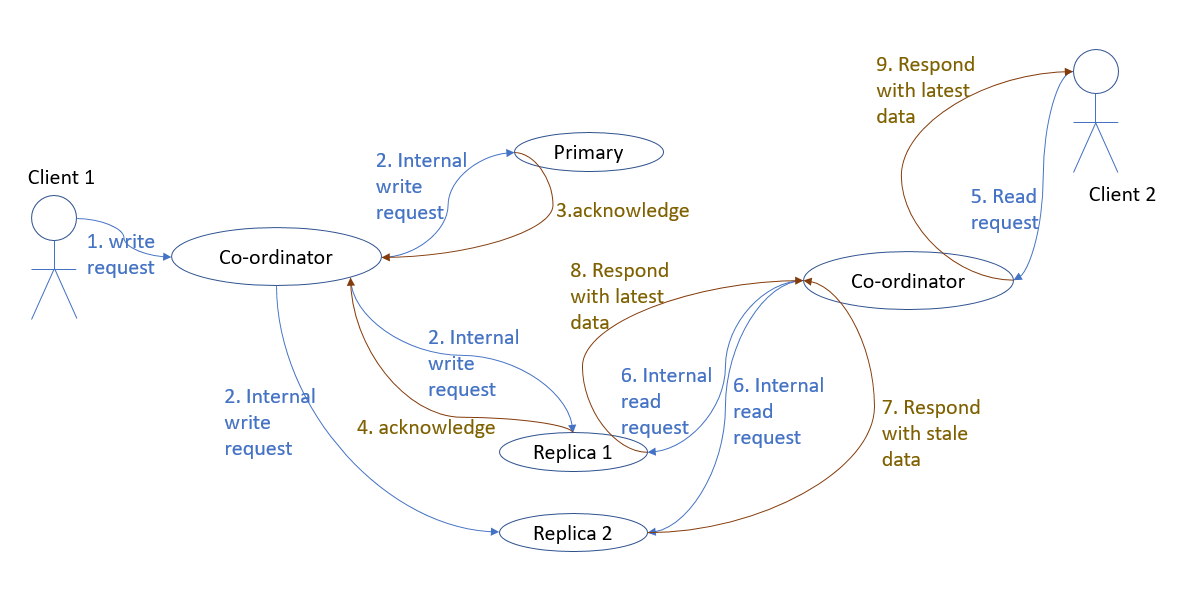 Client 1
1. write
request
Co-ordinator
2. Internal
write
request
Primary
3.acknowledge
2. Internal
write
request
4. acknowledge
2. Internal
write
request
Replica 1
Replica 2
5. Read
request
Client 2
Co-ordinator
6. Internal
read
request
6. Internal
read
request
7. Respond
with stale
data
8. Respond
with latest
data
9. Respond
with latest
data